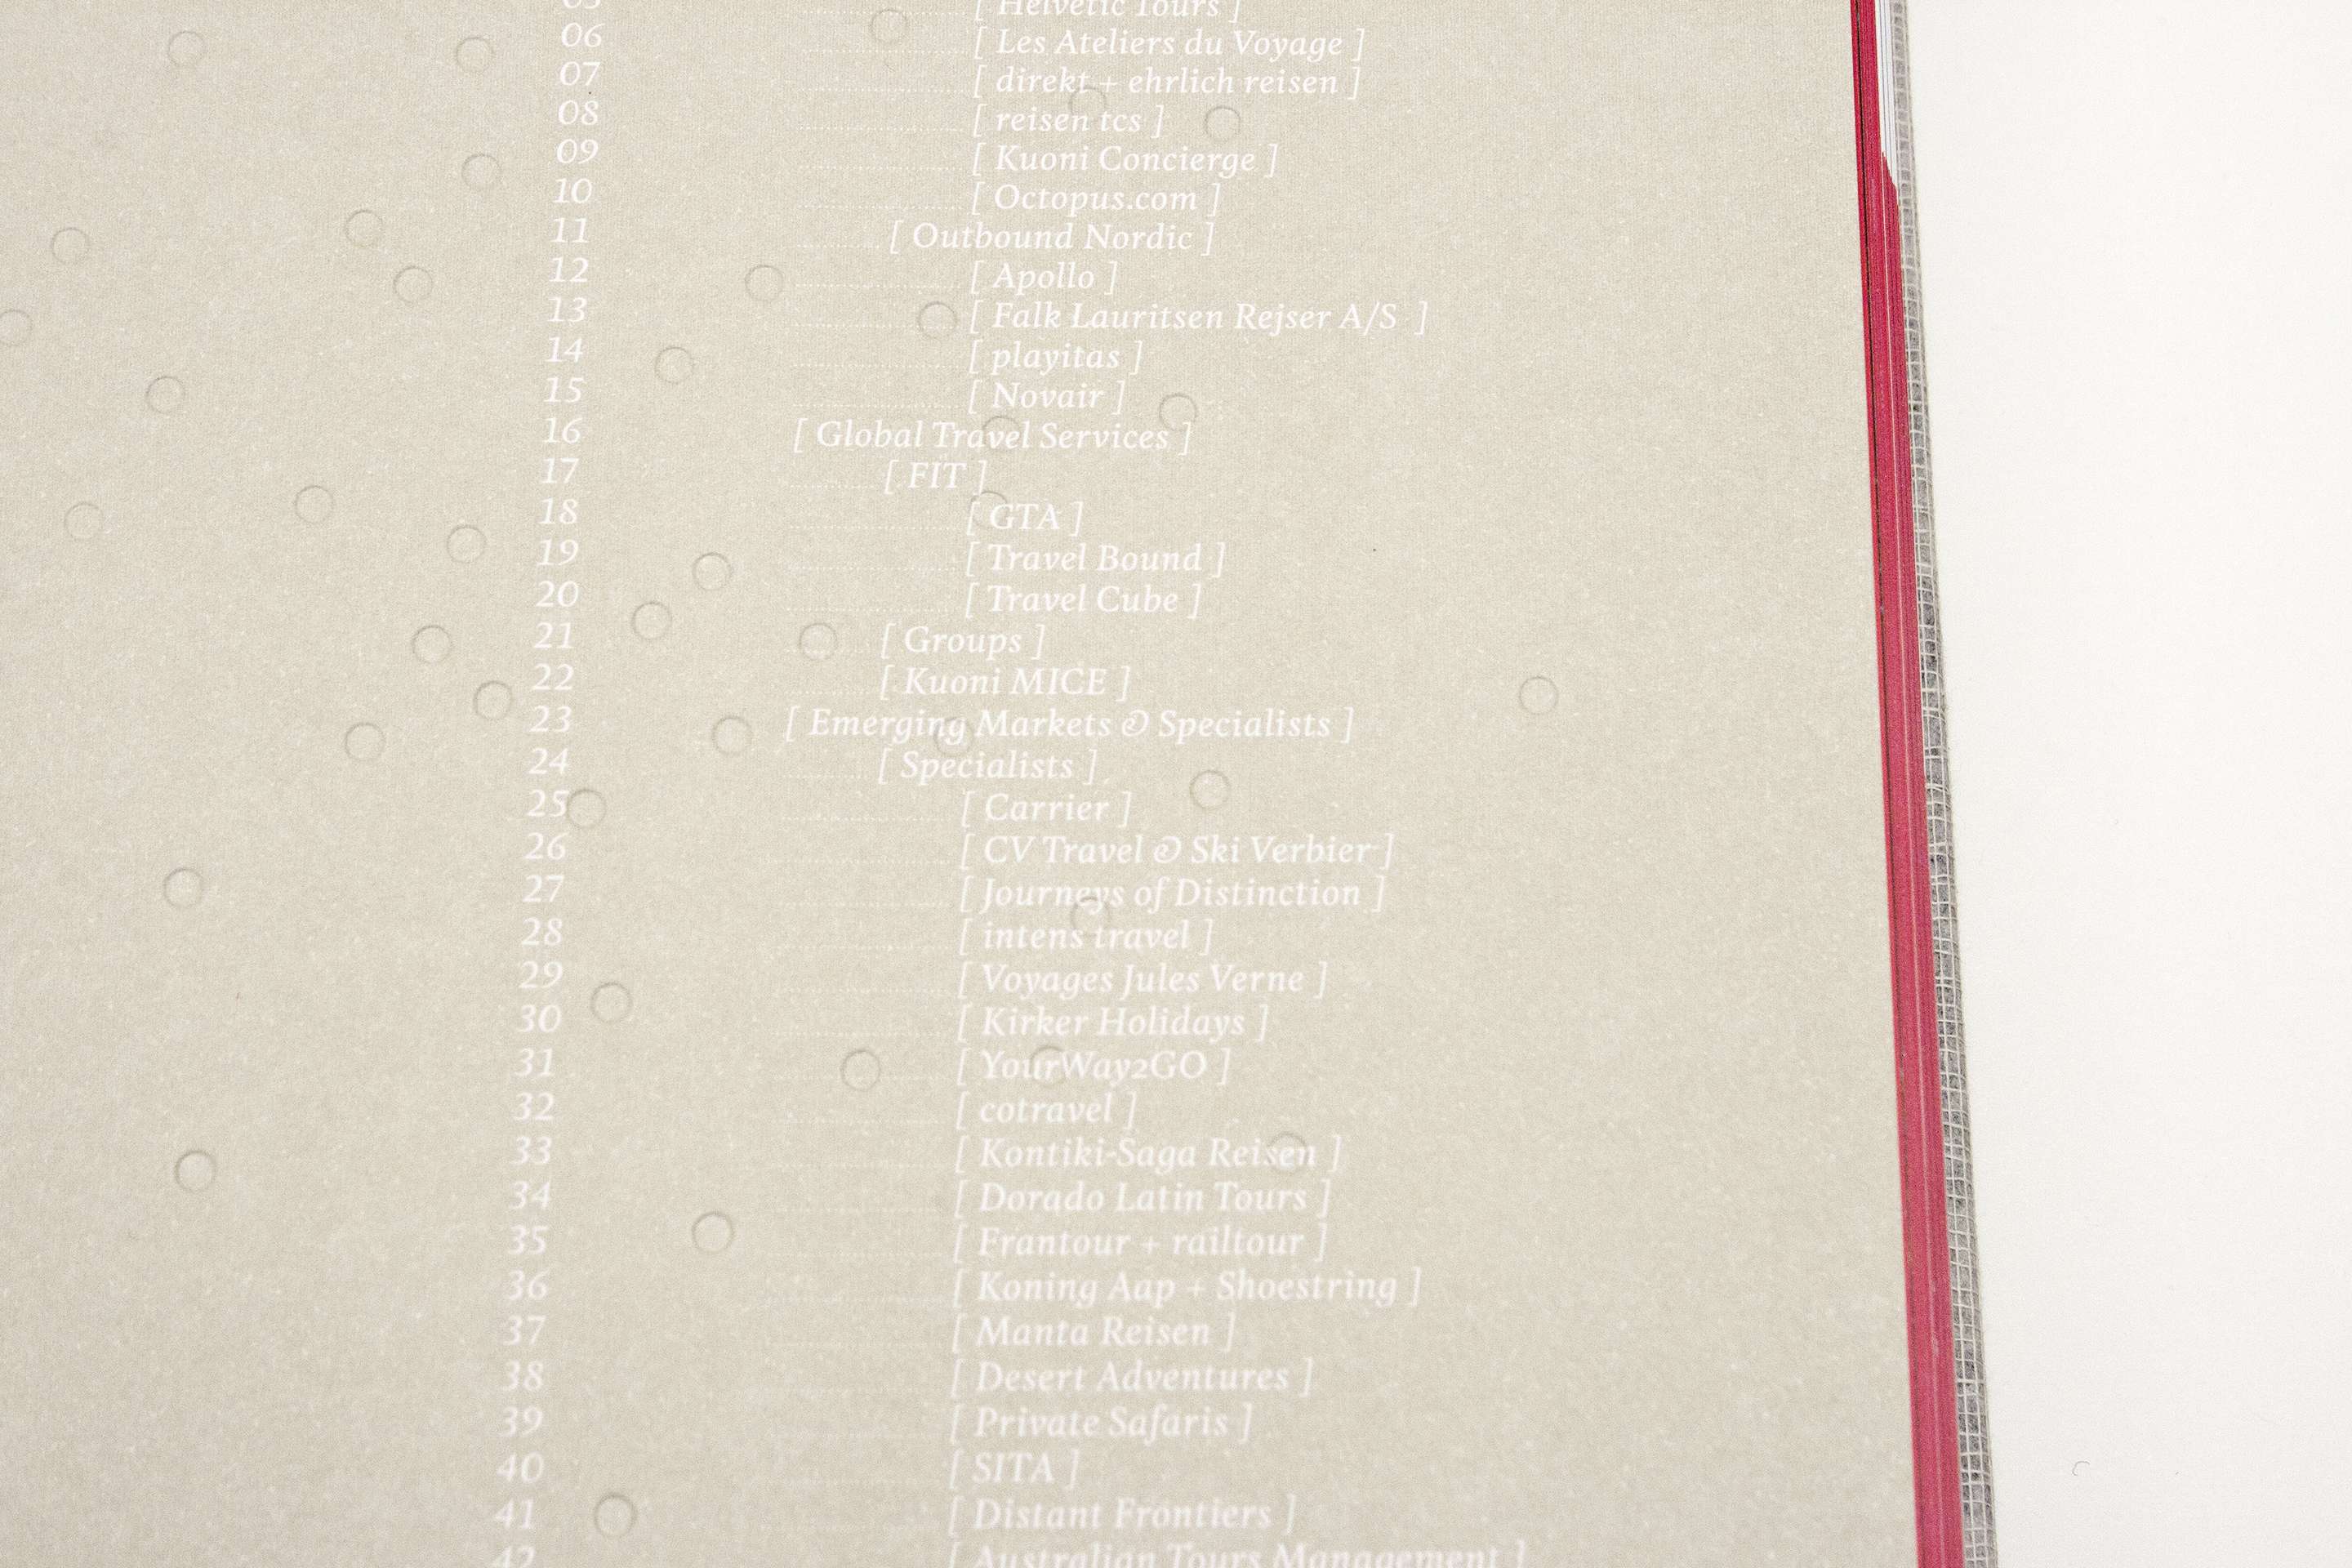 05 [ Helvetic Tours ]
06 [ Les Ateliers du Voyage ]
07 [ direkt + ehrlich reisen ]
08 [ reisen tcs ]
09 [ Kuoni Concierge ]
10 [ Octopus.com ]
11 [ Outbound Nordic ]
12 [ Apollo ]
13 [ Falk Lauritsen Rejser A/S ]
14 [ playitas ]
15 [ Novair ]
16 [ Global Travel Services ]
17 [ FIT ]
18 [ GTA ]
19 [ Travel Bound ]
20 [ Travel Cube ]
21 [ Groups ]
22 [ Kuoni MICE ]
23 [ Emerging Markets & Specialists ]
24 [ Specialists ]
25 [ Carrier ]
26 [ CV Travel & Ski Verbier ]
27 [ Journeys of Distinction ]
28 [ intens travel ]
29 [ Voyages Jules Verne ]
30 [ Kirker Holidays ]
31 [ YourWay2GO ]
32 [ cotravel ]
33 [ Kontiki-Saga Reisen ]
34 [ Dorado Latin Tours ]
35 [ Frantour + railtour ]
36 [ Koning Aap + Shoestring ]
37 [ Manta Reisen ]
38 [ Desert Adventures ]
39 [ Private Safaris ]
40 [ SITA ]
41 [ Distant Frontiers ]
42 [ Australian Tours Management ]